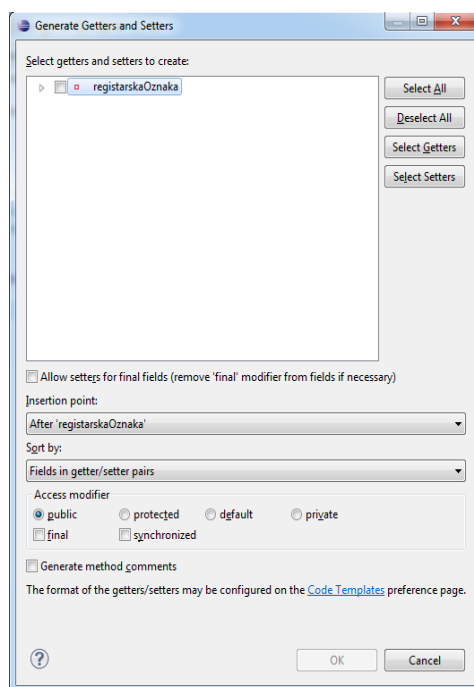 Generate Getters and Setters
Select getters and setters to create:
registarskaOznaka
Select All
Deselect All
Select Getters
Select Setters
Allow setters for final fields (remove 'final' modifier from fields if necessary)
Insertion point:
After 'registarskaOznaka'
Sort by:
Fields in getter/setter pairs
Access modifier
public protected default private
final synchronized
Generate method comments
The format of the getters/setters may be configured on the Code Templates preference page.
? OK Cancel